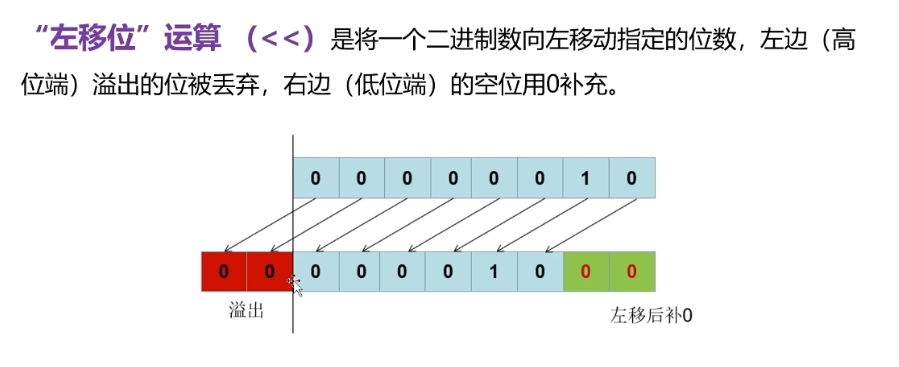 “左移位”运算 （<<）是将一个二进制数向左移动指定的位数，左边（高
位端）溢出的位被丢弃，右边（低位端）的空位用0补充。
0 0 0 0 0 0 1 0
0 0 0 0 0 0 1 0 0 0
溢出 左移后补0